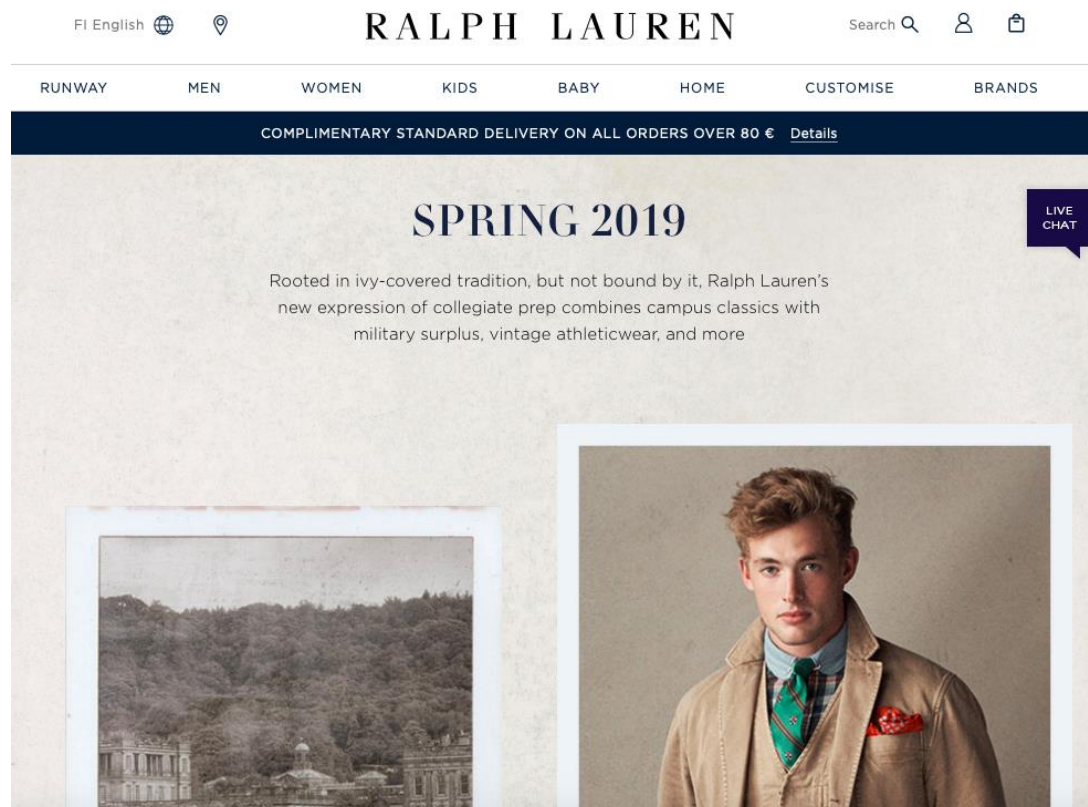 FI English
RALPH LAUREN
Search
RUNWAY MEN WOMEN KIDS BABY HOME CUSTOMISE BRANDS
COMPLIMENTARY STANDARD DELIVERY ON ALL ORDERS OVER 80 € Details
SPRING 2019
LIVE
CHAT
Rooted in ivy-covered tradition, but not bound by it, Ralph Lauren’s
new expression of collegiate prep combines campus classics with
military surplus, vintage athleticwear, and more